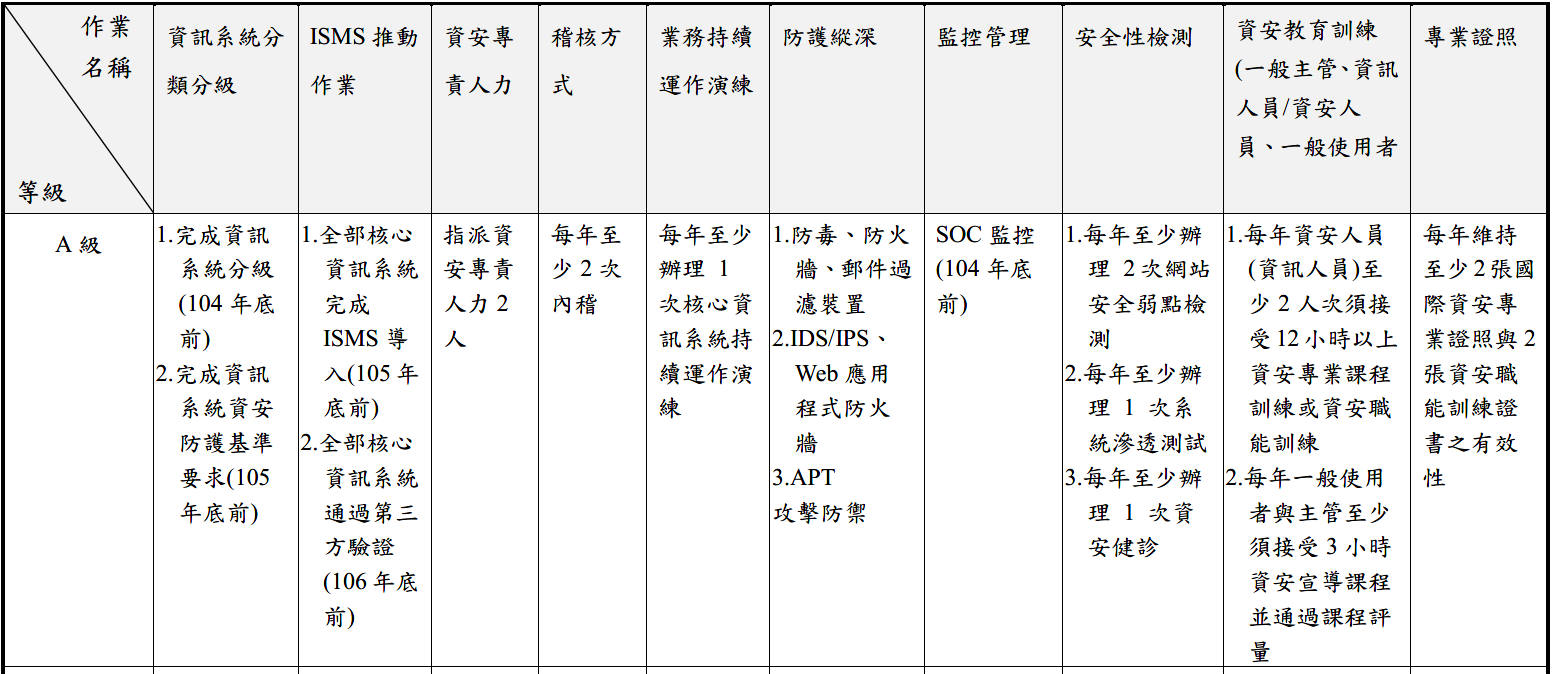 作業
名稱
等級
資訊系統分
類分級
ISMS 推動
作業
資安專
責人力
稽核方
式
業務持續
運作演練
防護縱深
監控管理
安全性檢測
資安教育訓練
(一般主管、資訊
人員/資安人
員、一般使用者
專業證照
A 級
1.完成資訊
系統分級
(104 年底
前)
2.完成資訊
系統資安
防護基準
要求(105
年底前)
1.全部核心
資訊系統
完成
ISMS 導
入(105 年
底前)
2.全部核心
資訊系統
通過第三
方驗證
(106 年底
前)
指派資
安專責
人力 2
人
每年至
少 2 次
內稽
每年至少
辦理 1
次核心資
訊系統持
續運作演
練
1.防毒、防火
牆、郵件過
濾裝置
2.IDS/IPS、
Web 應用
程式防火
牆
3.APT
攻擊防禦
SOC 監控
(104 年底
前)
1.每年至少辦
理 2 次網站
安全弱點檢
測
2.每年至少辦
理 1 次系
統滲透測試
3.每年至少辦
理 1 次資
安健診
1.每年資安人員
(資訊人員)至
少 2 人次須接
受 12 小時以上
資安專業課程
訓練或資安職
能訓練
2.每年一般使用
者與主管至少
須接受 3 小時
資安宣導課程
並通過課程評
量
每年維持
至少 2 張國
際資安專
業證照與 2
張資安職
能訓練證
書之有效
性